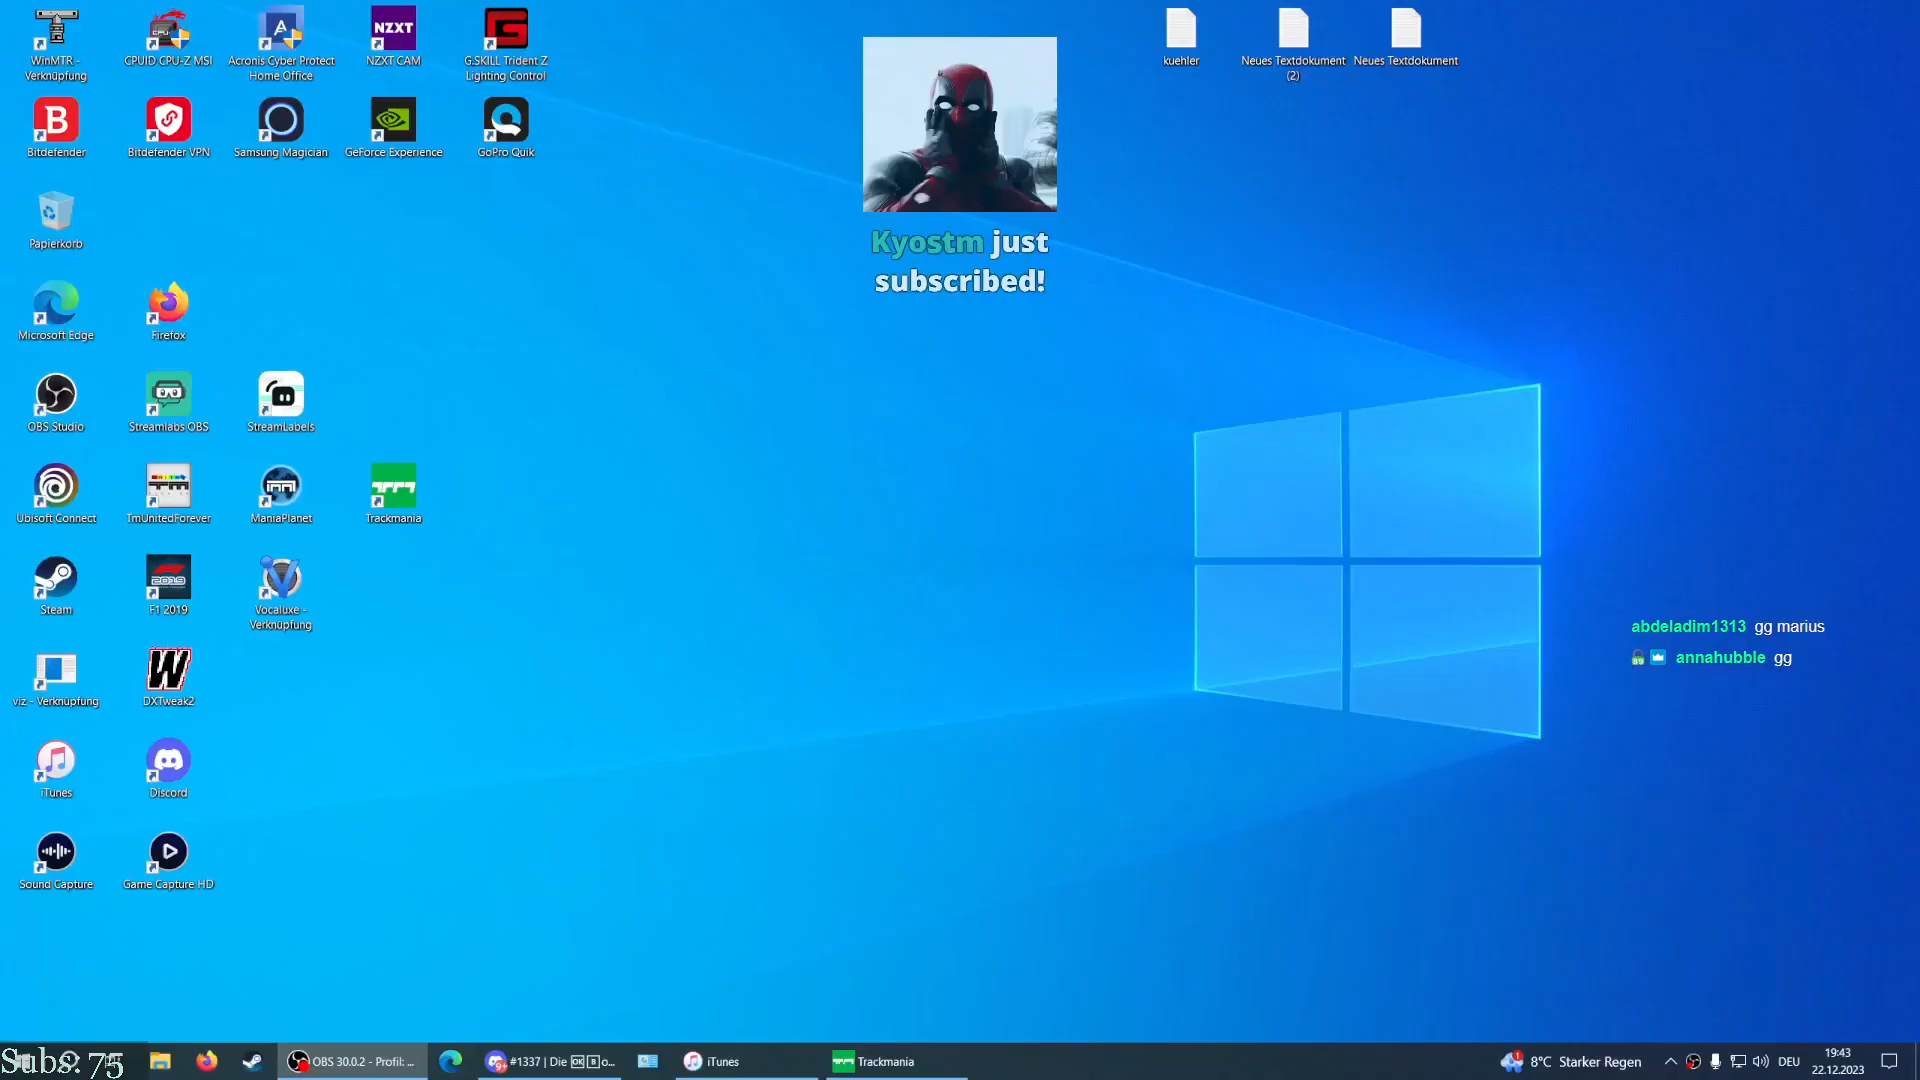 WinMTR -
Verknüpfung
CPUID CPU-Z MSI
Acronis Cyber Protect
Home Office
NZXT
NZXT CAM
G.SKILL Trident Z
Lighting Control
kuehler
Neues Textdokument
(2)
Neues Textdokument
Bitdefender
Bitdefender VPN
Samsung Magician
GeForce Experience
GoPro Quik
Kyostm just
subscribed!
Papierkorb
Microsoft Edge
Firefox
OBS Studio
Streamlabs OBS
StreamLabels
Ubisoft Connect
TmUnitedForever
ManiaPlanet
Trackmania
2019
Steam
F1 2019
Vocaluxe -
Verknüpfung
abdeladim1313 gg marius
annahubble gg
viz - Verknüpfung
DXTweak2
iTunes
Discord
Sound Capture
Game Capture HD
Subs: 75
OBS 30.0.2 - Profil: ...
#1337 | Die OK B o...
iTunes
Trackmania
8°C Starker Regen
DEU
19:43
22.12.2023